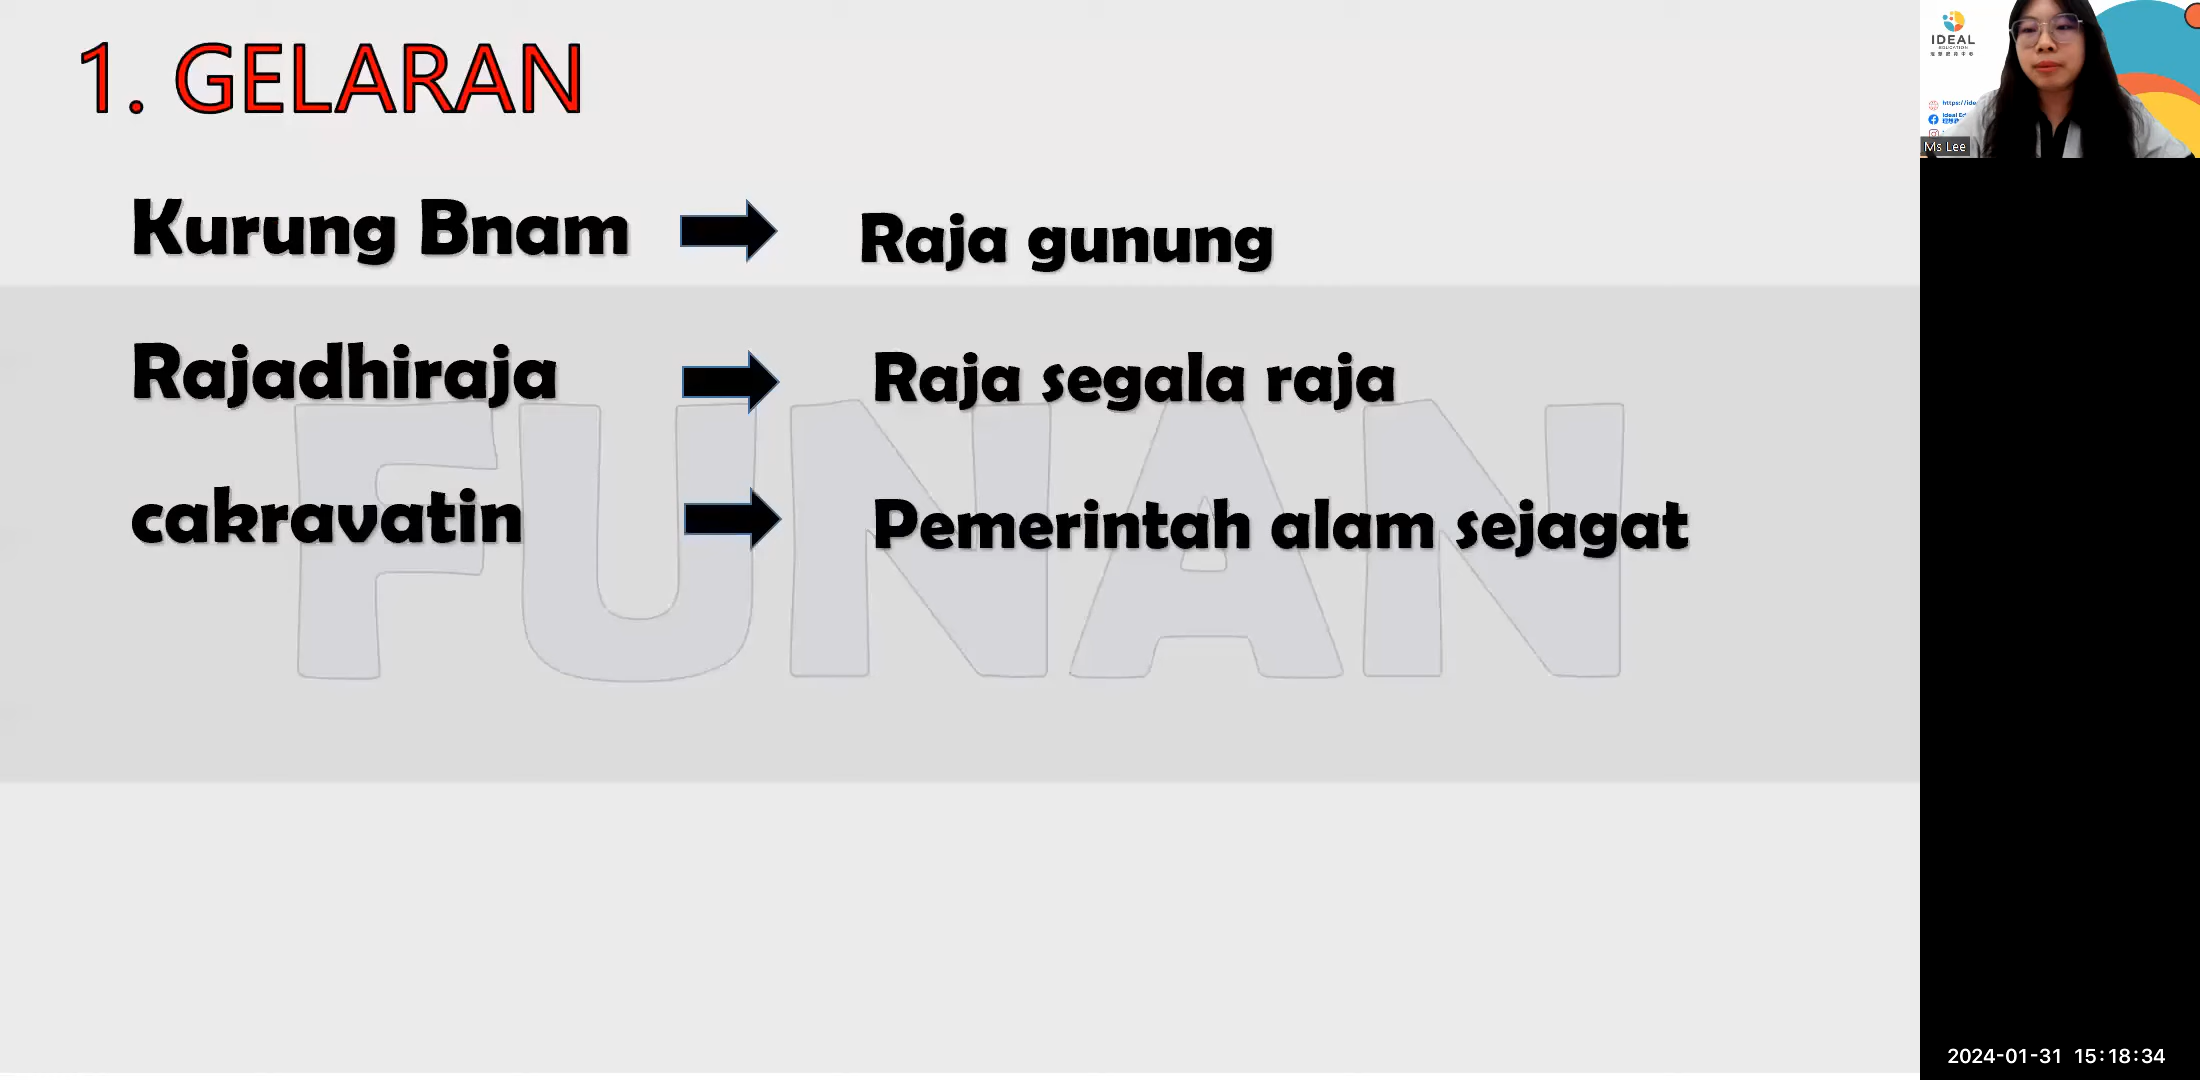 1. GELARAN
Kurung Bnam
Raja gunung
Rajadhiraja
Raja segala raja
cakravatin
Pemerintah alam sejagat
FUNAN
IDEAL
EDUCATION
Ms Lee
2024-01-31 15:18:34